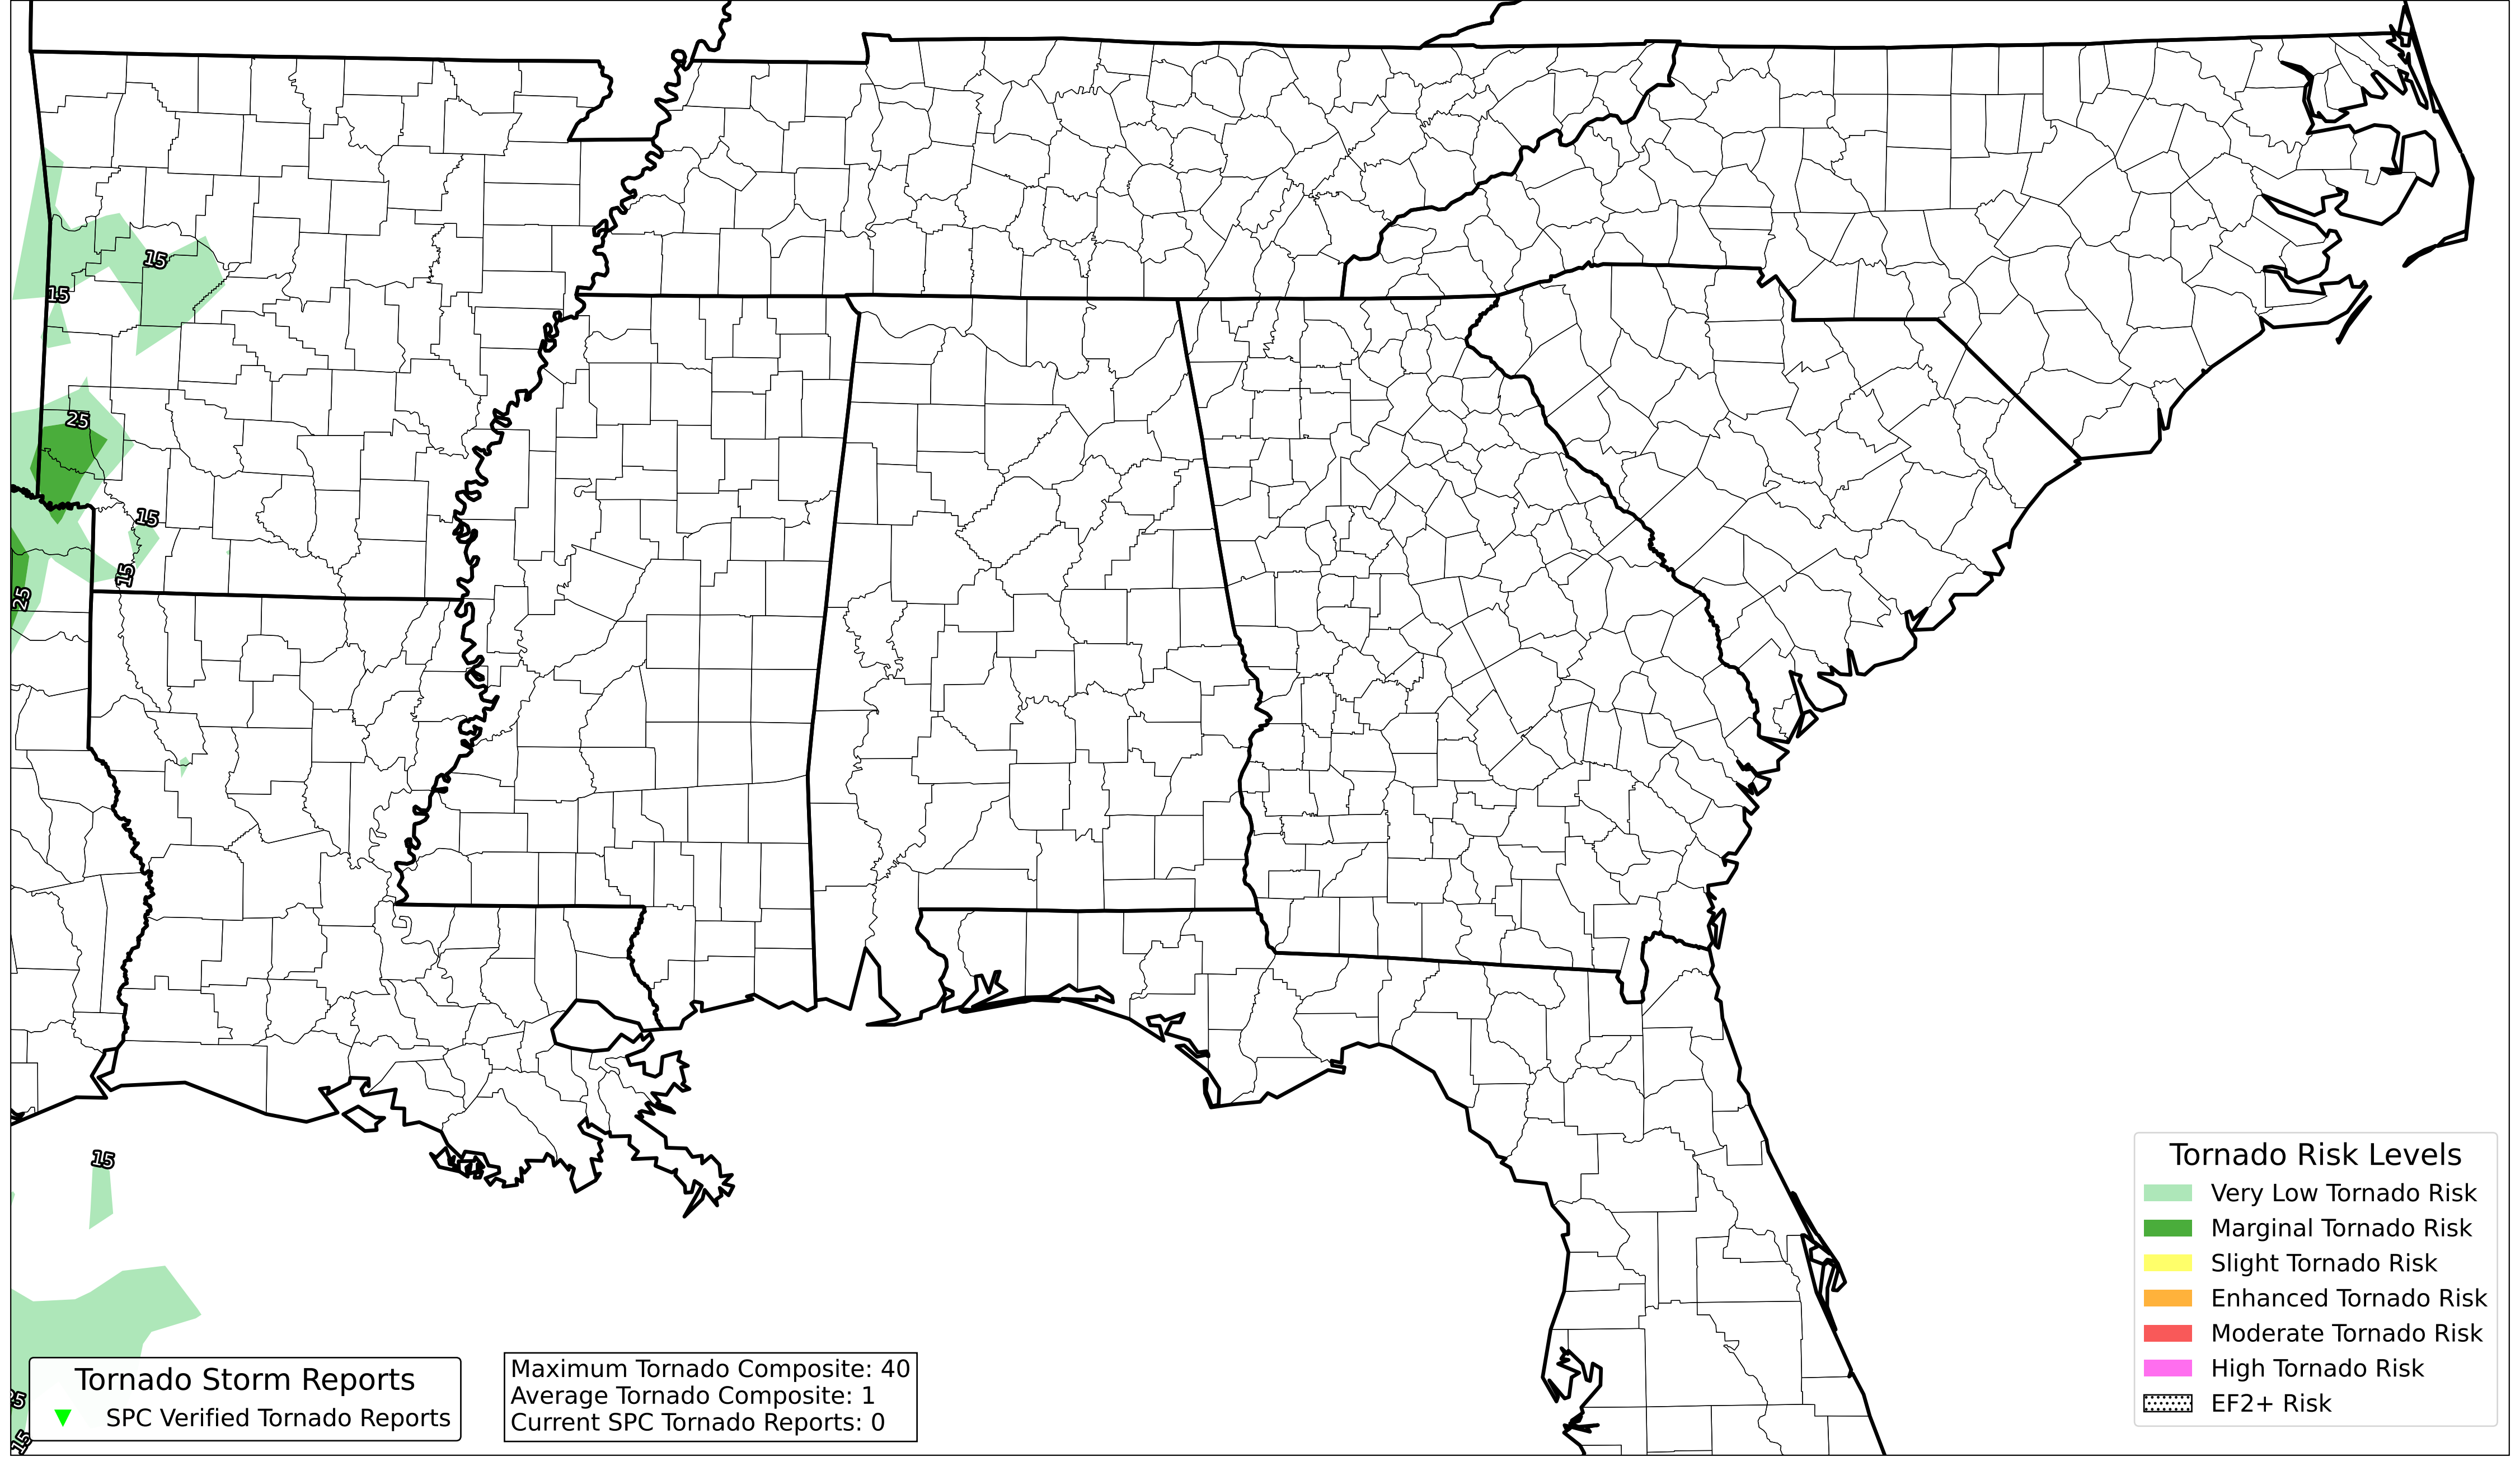 15
15
25
15
15
25
15
25
15
Tornado Storm Reports
SPC Verified Tornado Reports
Maximum Tornado Composite: 40
Average Tornado Composite: 1
Current SPC Tornado Reports: 0
Tornado Risk Levels
Very Low Tornado Risk
Marginal Tornado Risk
Slight Tornado Risk
Enhanced Tornado Risk
Moderate Tornado Risk
High Tornado Risk
EF2+ Risk